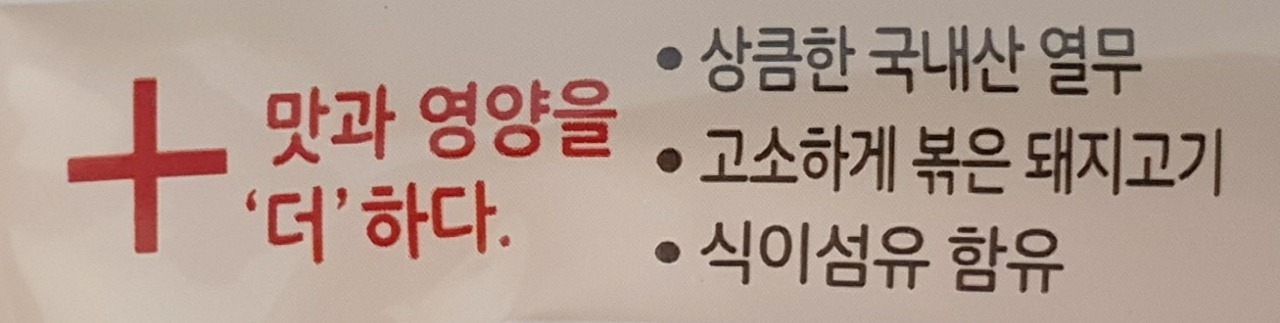 맛과 영양을
‘더’하다.
• 상큼한 국내산 열무
• 고소하게 볶은 돼지고기
• 식이섬유 함유